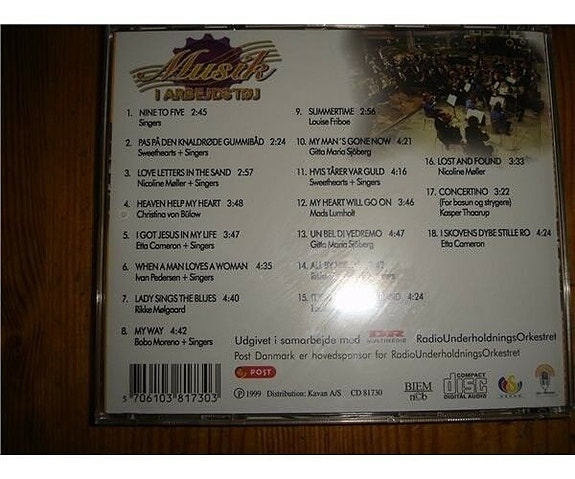 Musik
I ARBEJDSTØJ
1. NINE TO FIVE 2:45
Singers
2. PAS PÅ DEN KNALDRØDE GUMMIBÅD 2:24
Sweethearts + Singers
3. LOVE LETTERS IN THE SAND 2:57
Nicoline Møller + Singers
4. HEAVEN HELP MY HEART 3:48
Christina von Bülow
5. I GOT JESUS IN MY LIFE 3:47
Etta Cameron + Singers
6. WHEN A MAN LOVES A WOMAN 4:35
Ivan Pedersen + Singers
7. LADY SINGS THE BLUES 4:40
Rikke Mølgaard
8. MY WAY 4:42
Bobo Moreno + Singers
9. SUMMERTIME 2:56
Louise Fribo
10. MY MAN´S GONE NOW 4:21
Gitta Maria Sjöberg
11. HVIS TÅRER VAR GULD 4:16
Sweethearts + Singers
12. MY HEART WILL GO ON 3:46
Mads Lumholt
13. UN BEL DI VEDREMO 4:47
Gitta Maria Sjöberg
14. ALL BY
15. 4:24
16. LOST AND FOUND 3:33
Nicoline Møller
17. CONCERTINO 3:22
(For basun og strygere)
Kasper Thaarup
18. I SKOVENS DYBE STILLE RO 4:24
Etta Cameron
Udgivet i samarbejde med DR MULTIMEDIE RadioUnderholdningsOrkestret
Post Danmark er hovedsponsor for RadioUnderholdningsOrkestret
POST
5 706103 817303
℗ 1999 Distribution: Kavan A/S CD 81730
BIEM
ncb
COMPACT
disc
DIGITAL AUDIO